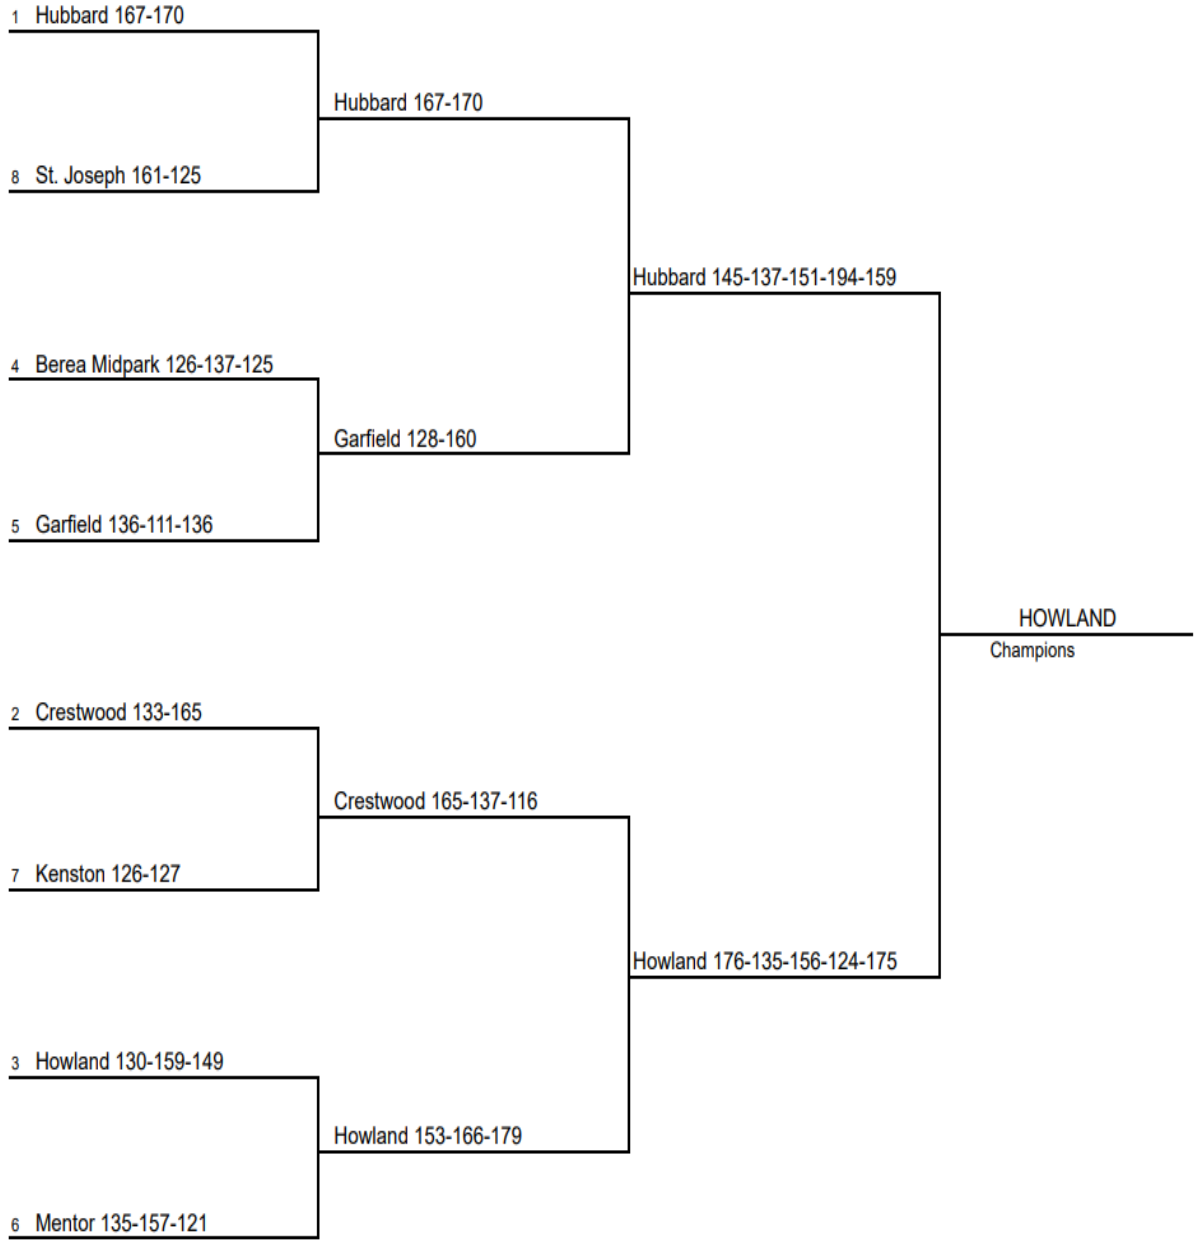 1 Hubbard 167-170
Hubbard 167-170
8 St. Joseph 161-125
Hubbard 145-137-151-194-159
4 Berea Midpark 126-137-125
Garfield 128-160
5 Garfield 136-111-136
HOWLAND
Champions
2 Crestwood 133-165
Crestwood 165-137-116
7 Kenston 126-127
Howland 176-135-156-124-175
3 Howland 130-159-149
Howland 153-166-179
6 Mentor 135-157-121